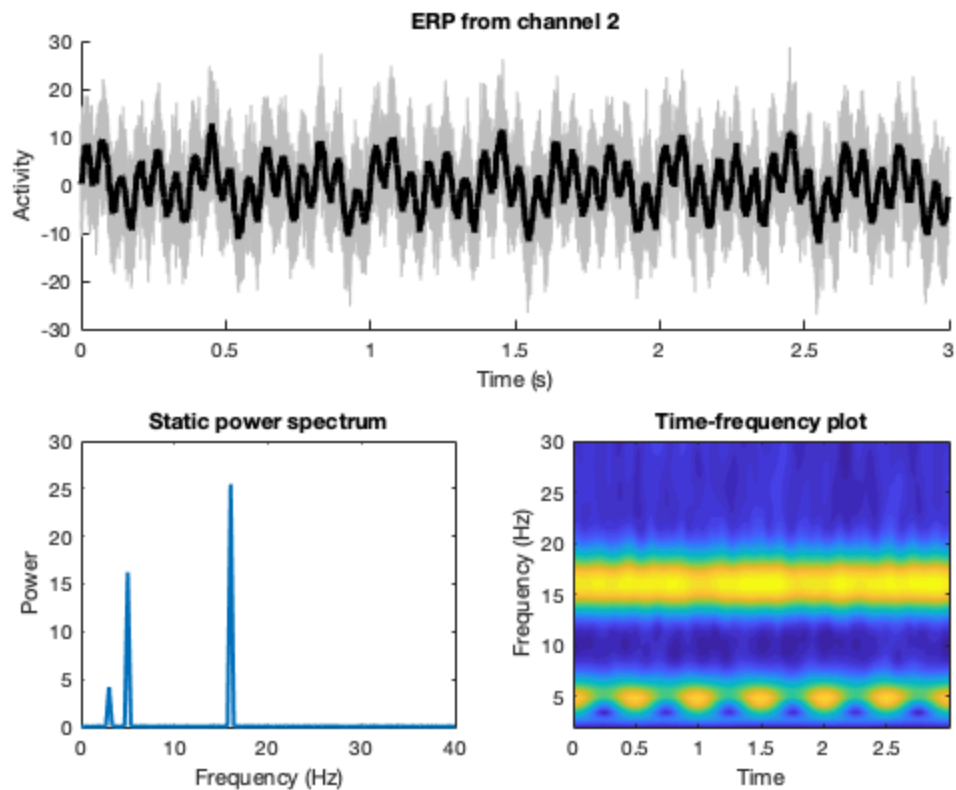 ERP from channel 2
30
20
10
0
-10
-20
-30
Activity
0 0.5 1 1.5 2 2.5 3
Time (s)
Static power spectrum
30
25
20
15
10
5
0
Power
0 10 20 30 40
Frequency (Hz)
Time-frequency plot
30
25
20
15
10
5
Frequency (Hz)
0 0.5 1 1.5 2 2.5
Time